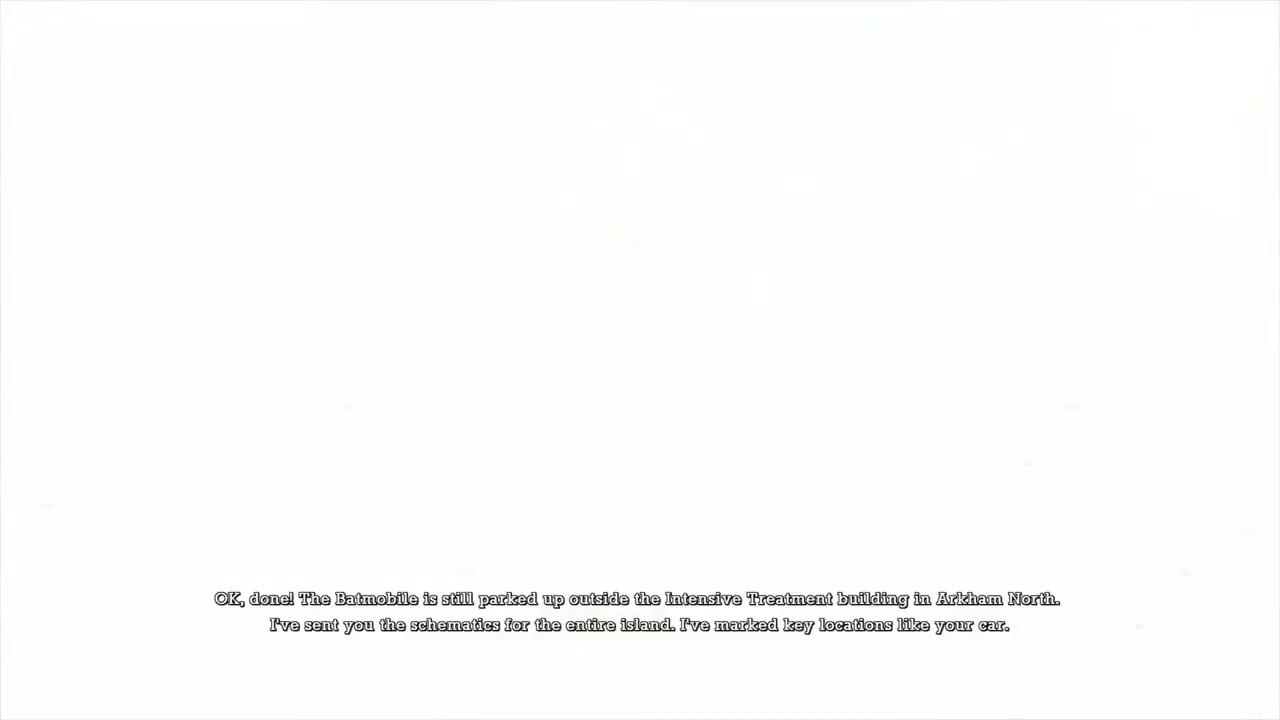 OK, done! The Batmobile is still parked up outside the Intensive Treatment building in Arkham North.
I've sent you the schematics for the entire island. I've marked key locations like your car.